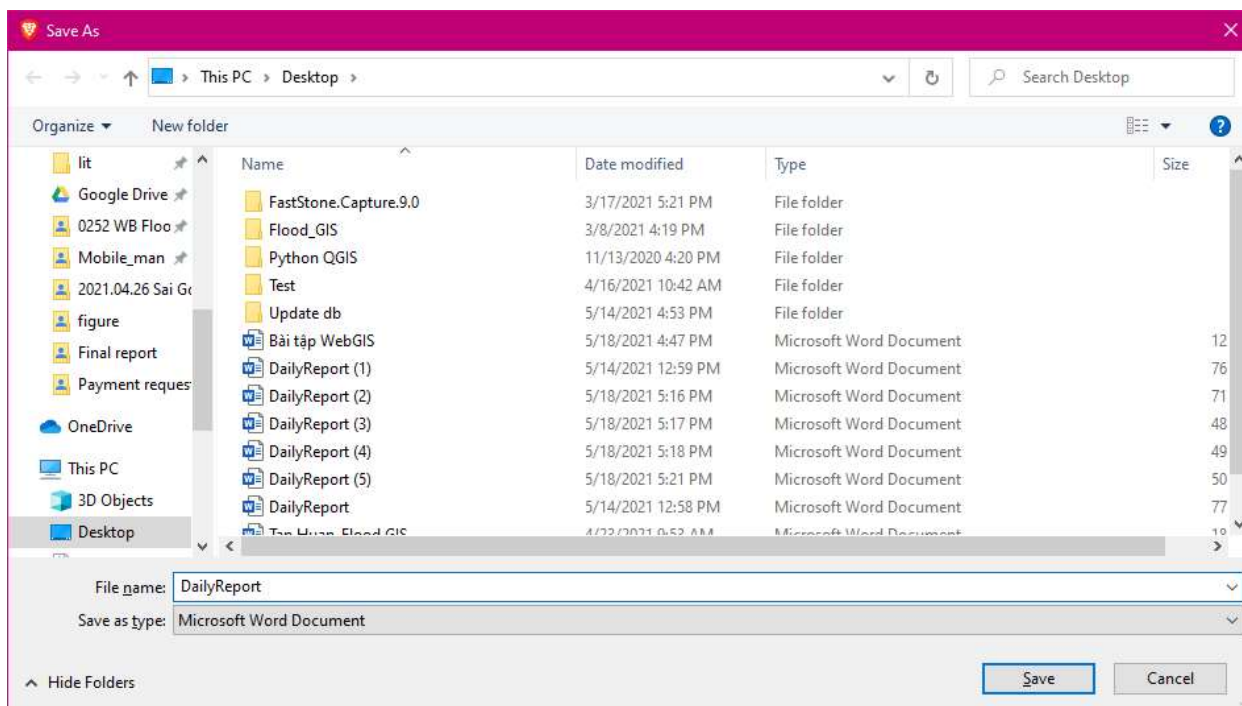 Save As
This PC > Desktop >
Search Desktop
Organize New folder
Name Date modified Type Size
lit
Google Drive
0252 WB Floo
Mobile_man
2021.04.26 Sai
figure
Final report
Payment reques
OneDrive
This PC
3D Objects
Desktop
FastStone.Capture.9.0 3/17/2021 5:21 PM File folder
Flood_GIS 3/8/2021 4:19 PM File folder
Python QGIS 11/13/2020 4:20 PM File folder
Test 4/16/2021 10:42 AM File folder
Update db 5/14/2021 4:53 PM File folder
Bài tập WebGIS 5/18/2021 4:47 PM Microsoft Word Document 12
DailyReport (1) 5/14/2021 12:59 PM Microsoft Word Document 76
DailyReport (2) 5/18/2021 5:16 PM Microsoft Word Document 71
DailyReport (3) 5/18/2021 5:17 PM Microsoft Word Document 48
DailyReport (4) 5/18/2021 5:18 PM Microsoft Word Document 49
DailyReport (5) 5/18/2021 5:21 PM Microsoft Word Document 50
DailyReport 5/14/2021 12:58 PM Microsoft Word Document 77
File name: DailyReport
Save as type: Microsoft Word Document
Hide Folders
Save Cancel